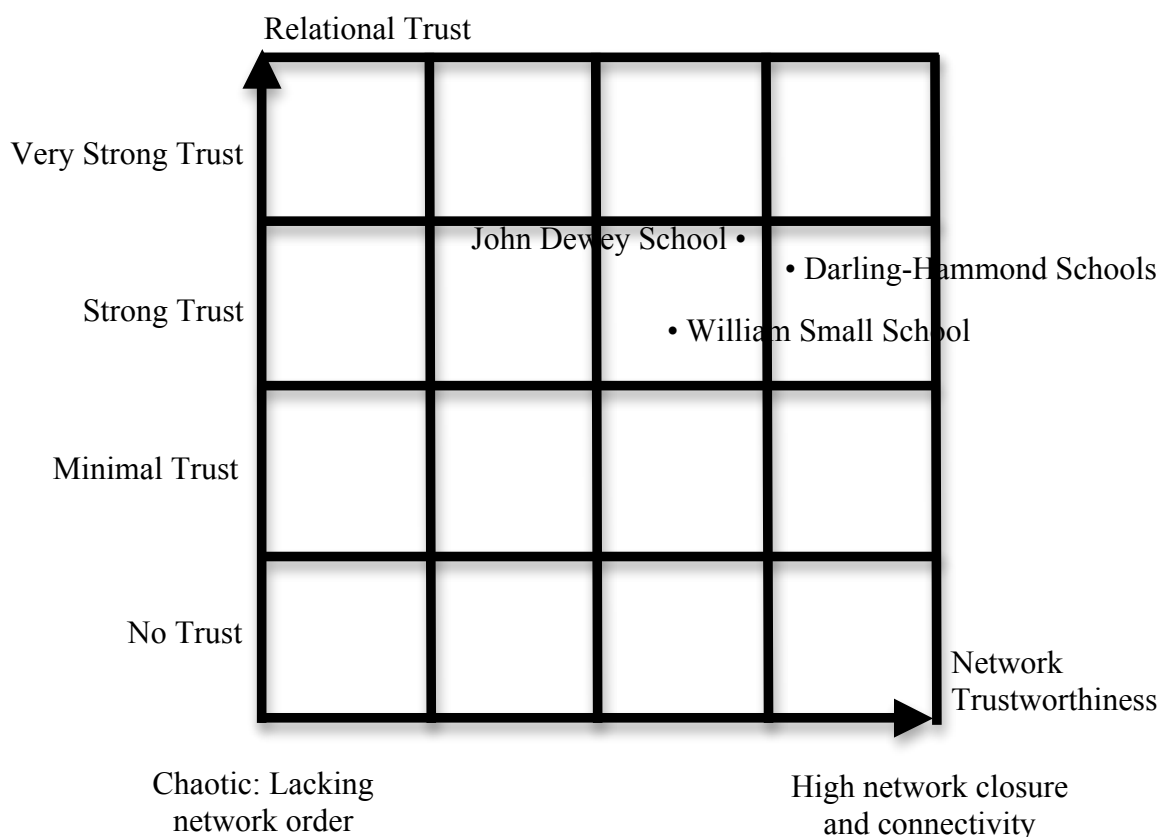 Relational Trust
Very Strong Trust
John Dewey School •
• Darling-Hammond Schools
Strong Trust
• William Small School
Minimal Trust
No Trust
Network
Trustworthiness
Chaotic: Lacking
network order
High network closure
and connectivity